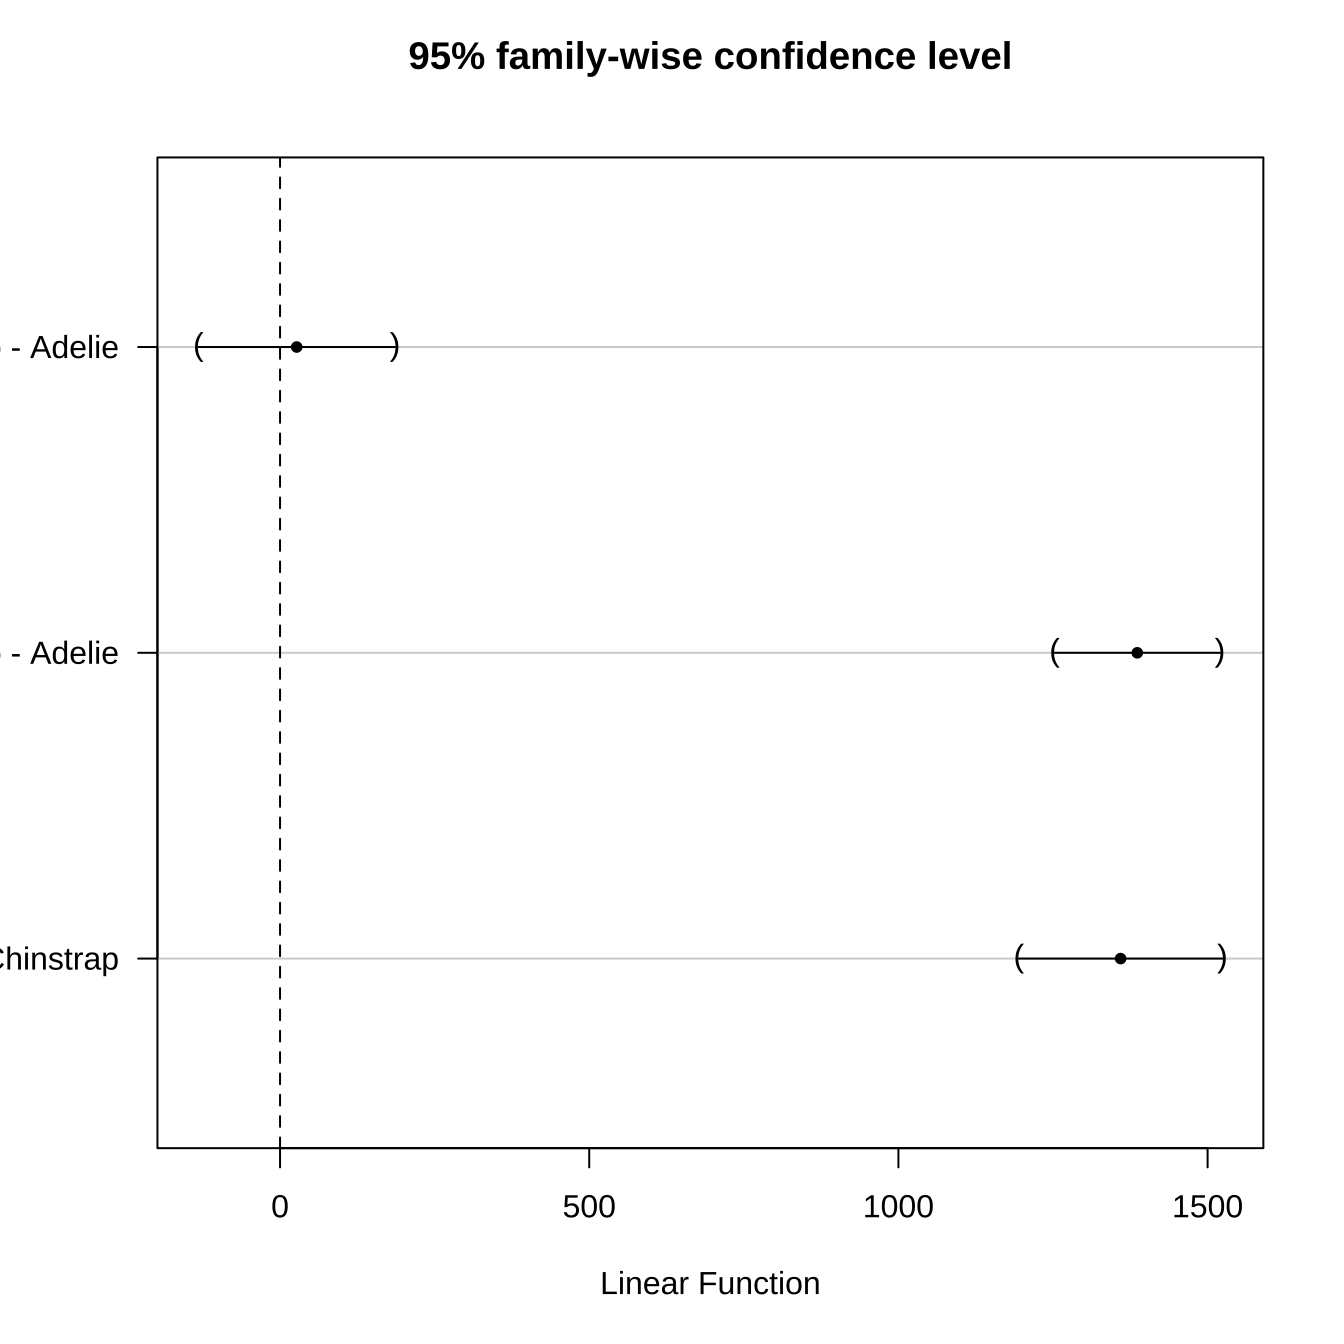 95% family-wise confidence level
- Adelie
- Adelie
Chinstrap
0 500 1000 1500
Linear Function